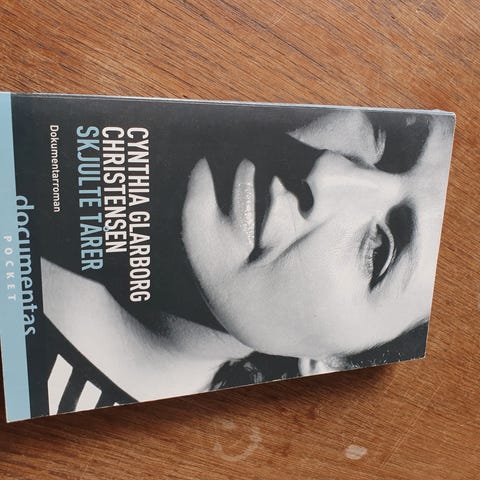 CYNTHIA GLARBORG
CHRISTENSEN
SKJULTE TÅRER
Dokumentarroman
documentas
POCKET